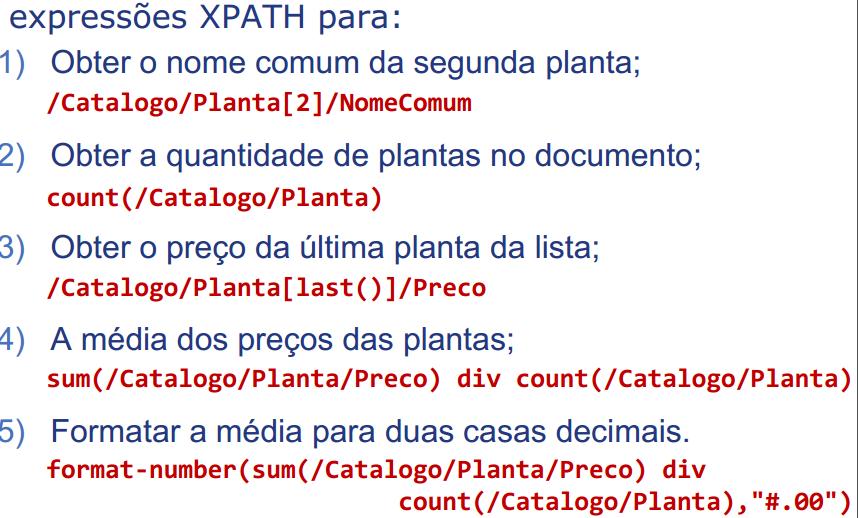 expressões XPATH para:
1) Obter o nome comum da segunda planta;
/Catalogo/Planta[2]/NomeComum
2) Obter a quantidade de plantas no documento;
count(/Catalogo/Planta)
3) Obter o preço da última planta da lista;
/Catalogo/Planta[last()]/Preco
4) A média dos preços das plantas;
sum(/Catalogo/Planta/Preco) div count(/Catalogo/Planta)
5) Formatar a média para duas casas decimais.
format-number(sum(/Catalogo/Planta/Preco) div
count(/Catalogo/Planta),"#.00")